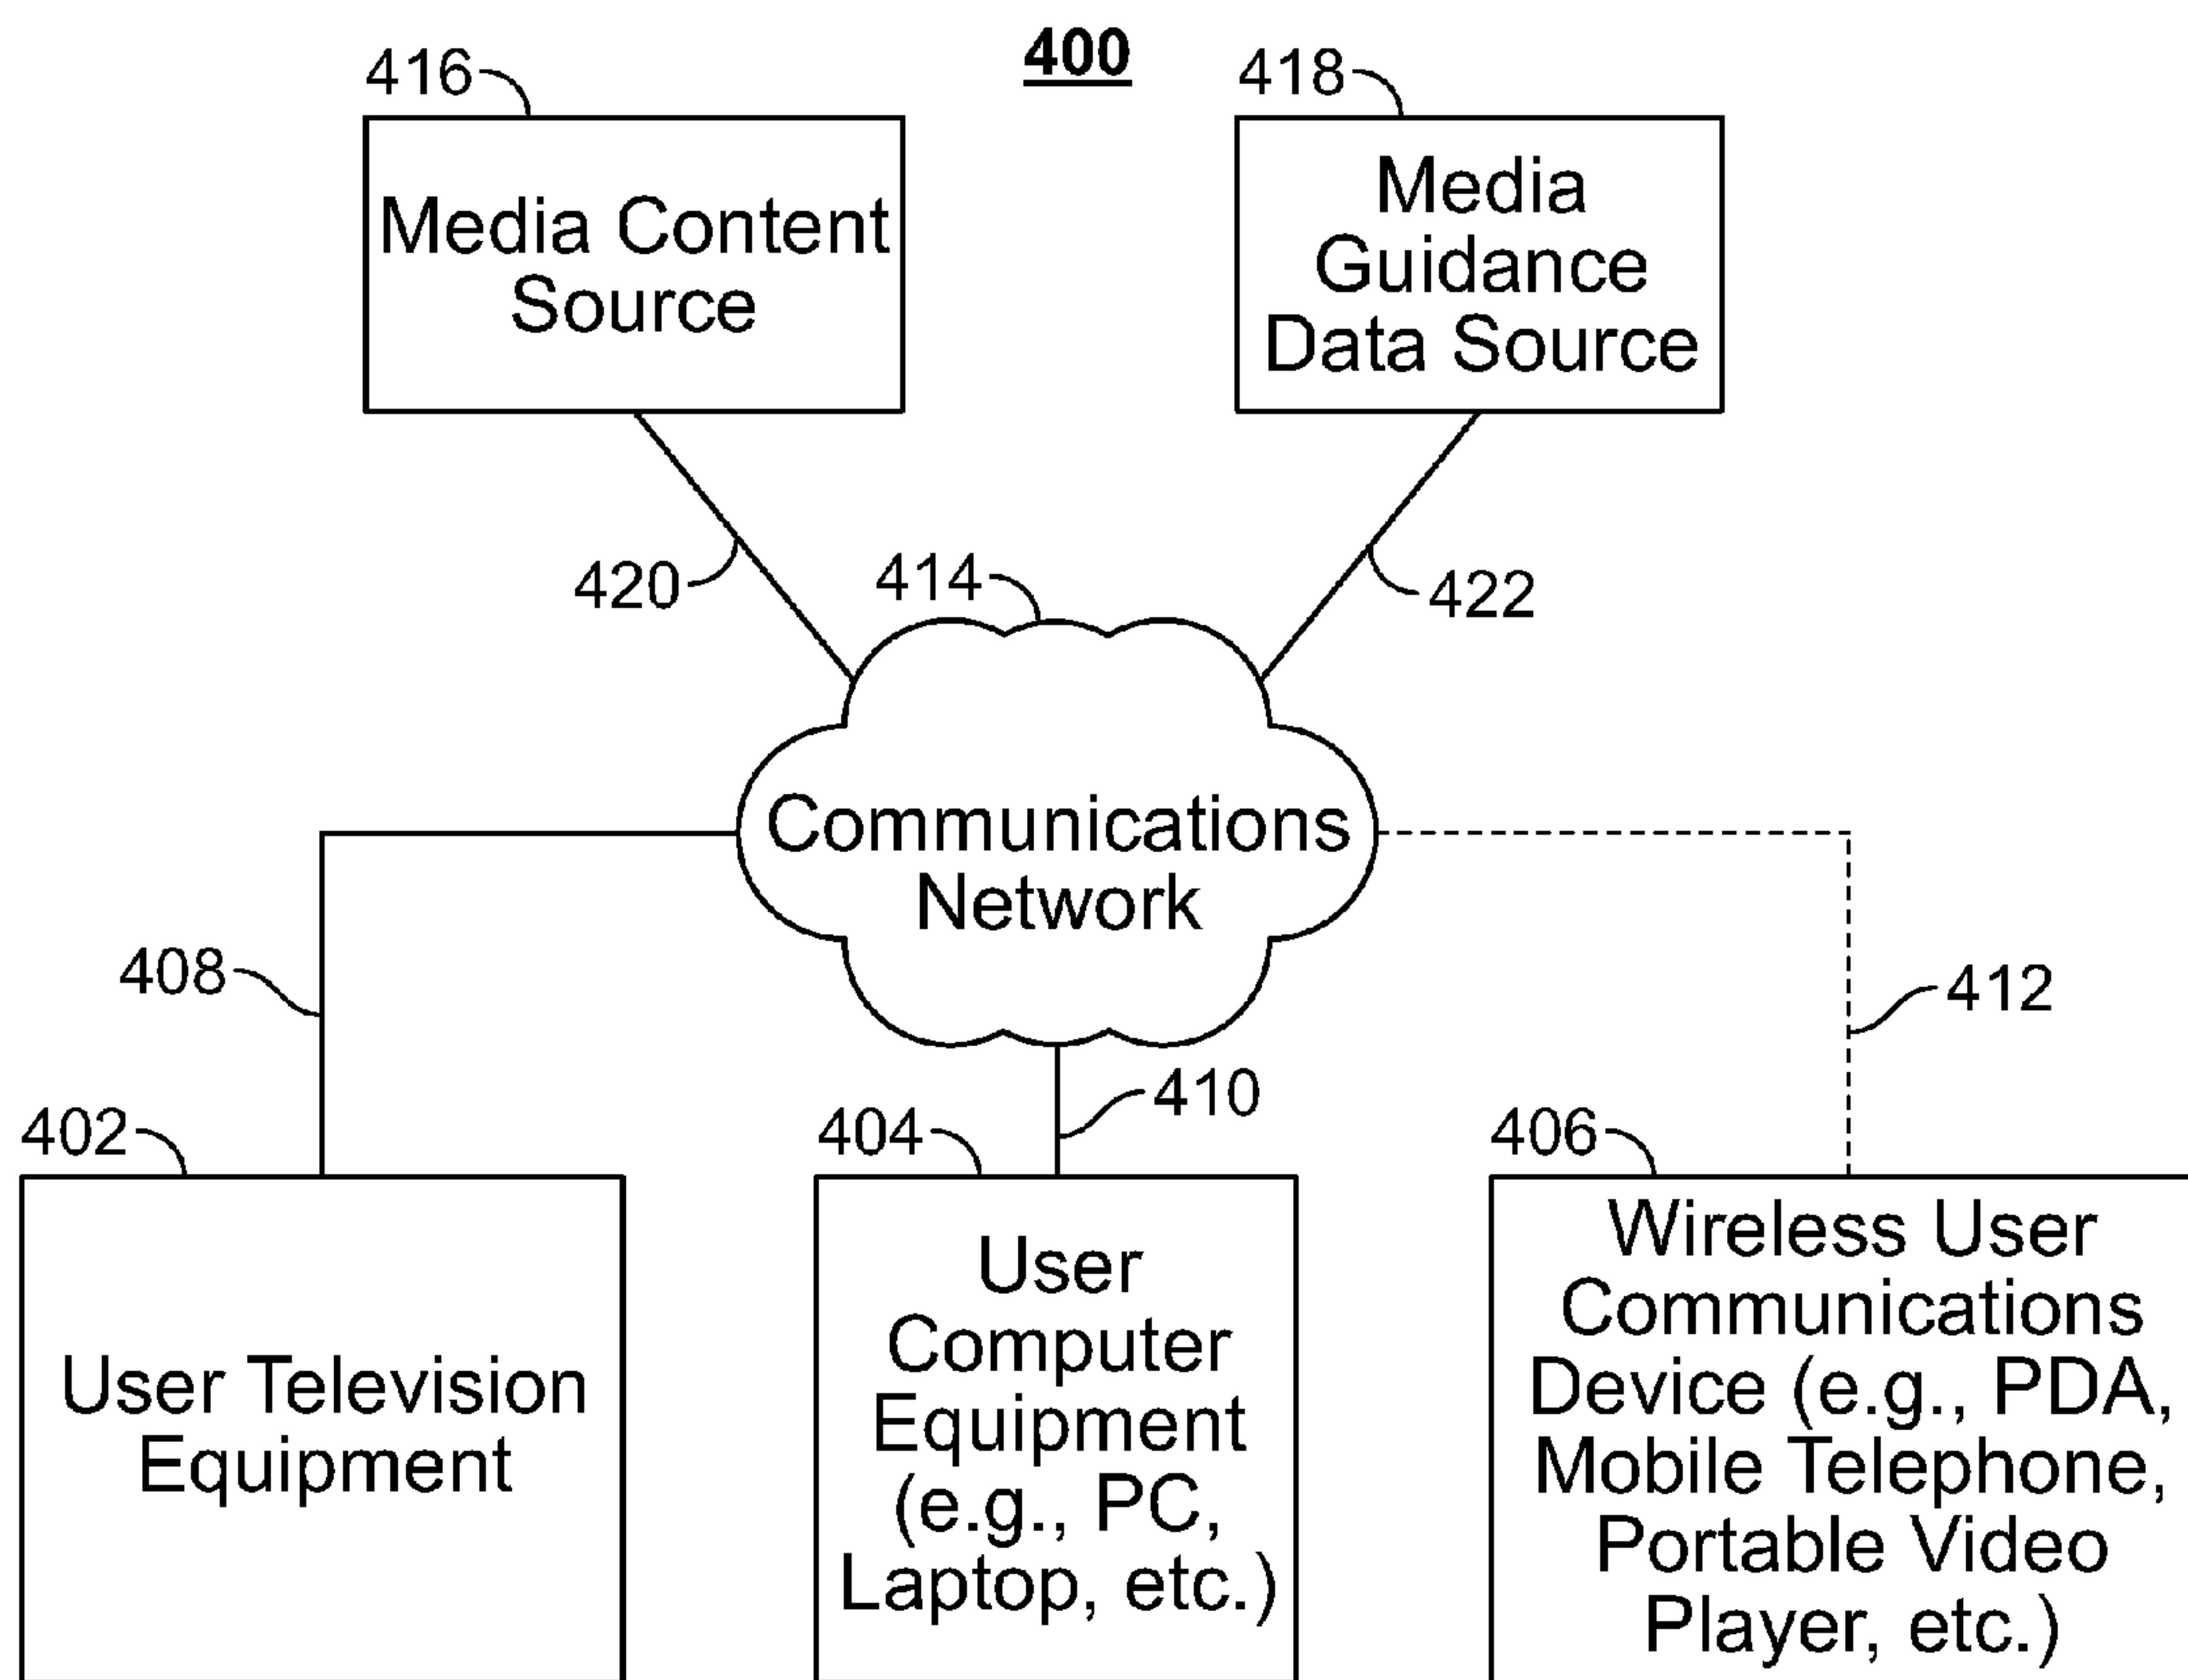 400
416
418
Media Content
Source
Media
Guidance
Data Source
420
414
422
Communications
Network
408
412
410
402
404
406
User Television
Equipment
User
Computer
Equipment
(e.g., PC,
Laptop, etc.)
Wireless User
Communications
Device (e.g., PDA,
Mobile Telephone,
Portable Video
Player, etc.)